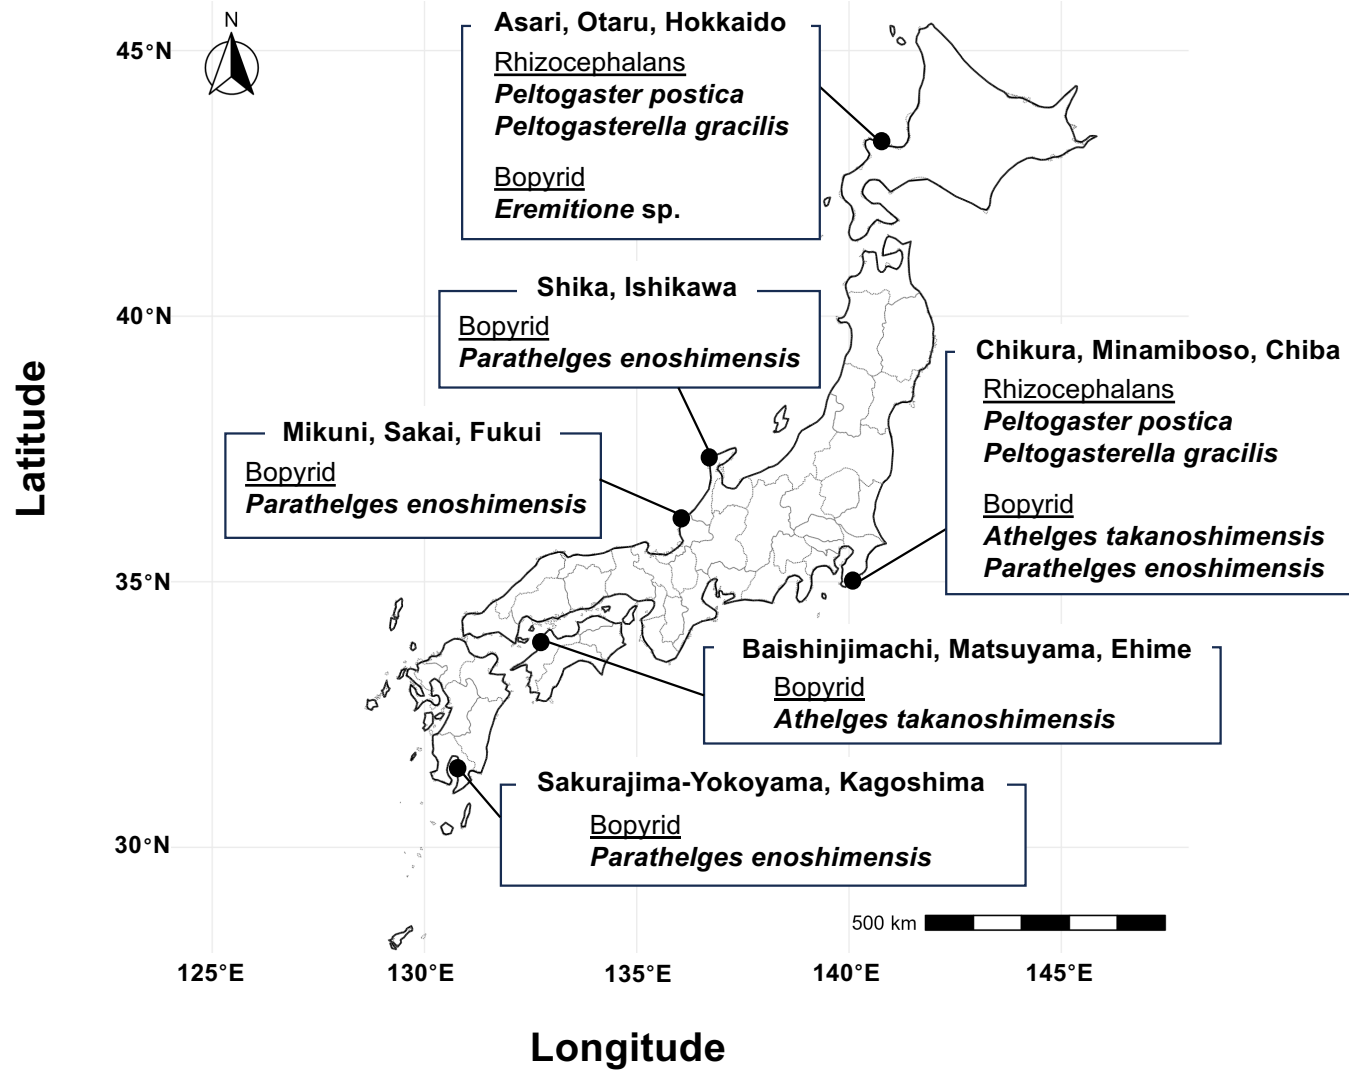 N
Asari, Otaru, Hokkaido
Rhizocephalans
Peltogaster postica
Peltogasterella gracilis
Bopyrid
Eremitione sp.
Shika, Ishikawa
Bopyrid
Parathelges enoshimensis
Mikuni, Sakai, Fukui
Bopyrid
Parathelges enoshimensis
Chikura, Minamiboso, Chiba
Rhizocephalans
Peltogaster postica
Peltogasterella gracilis
Bopyrid
Athelges takanoshimensis
Parathelges enoshimensis
Baishinjimachi, Matsuyama, Ehime
Bopyrid
Athelges takanoshimensis
Sakurajima-Yokoyama, Kagoshima
Bopyrid
Parathelges enoshimensis
500 km
45°N
40°N
35°N
30°N
Latitude
125°E
130°E
135°E
140°E
145°E
Longitude